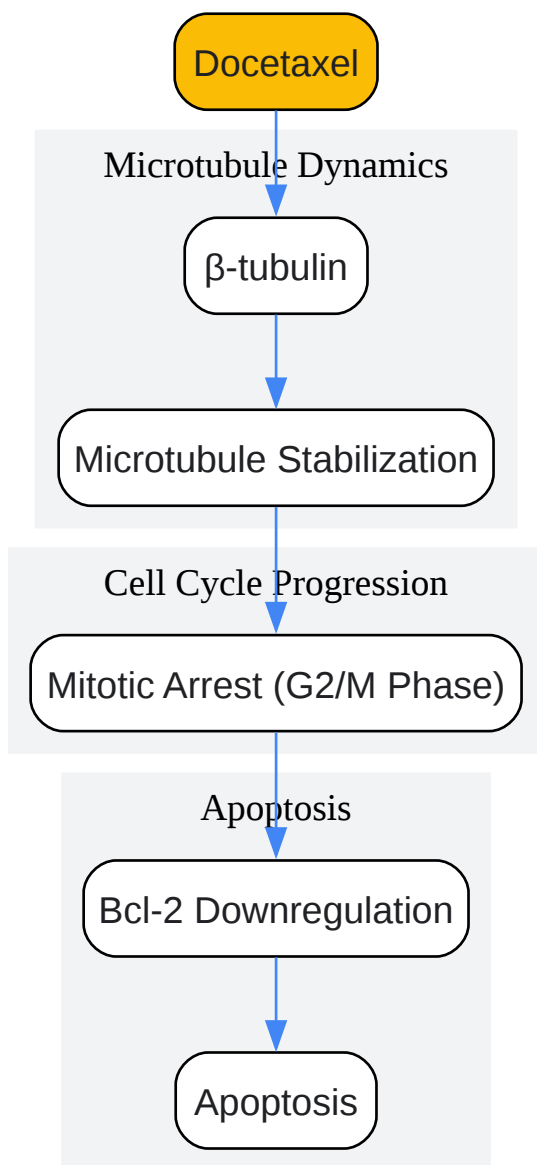 Docetaxel
Microtubule Dynamics
β-tubulin
Microtubule Stabilization
Cell Cycle Progression
Mitotic Arrest (G2/M Phase)
Apoptosis
Bcl-2 Downregulation
Apoptosis